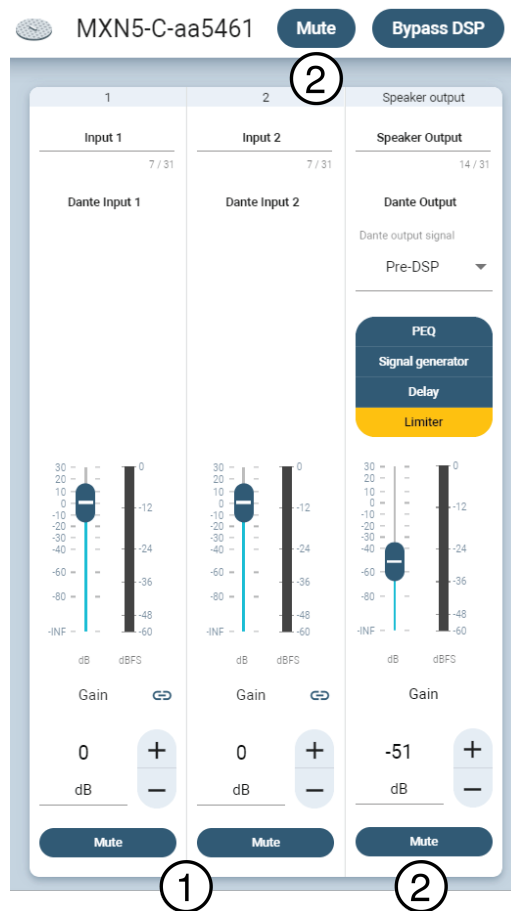 MXN5-C-aa5461 Mute Bypass DSP
2
1 2 Speaker output
Input 1 Input 2 Speaker Output
7 / 31 7 / 31 14 / 31
Dante Input 1 Dante Input 2 Dante Output
Dante output signal
Pre-DSP
PEQ
Signal generator
Delay
Limiter
30 0 30 0 30 0
20 20 20
10 10 10
0 -12 0 -12 0 -12
-10 -10 -10
-20 -20 -20
-30 -30 -30
-40 -24 -40 -24 -40 -24
-60 -36 -60 -36 -60 -36
-80 -80 -80
-48 -48 -48
-INF -60 -INF -60 -INF -60
dB dBFS dB dBFS dB dBFS
Gain Gain Gain
0 + 0 + -51 +
dB − dB − dB −
Mute Mute Mute
1 2